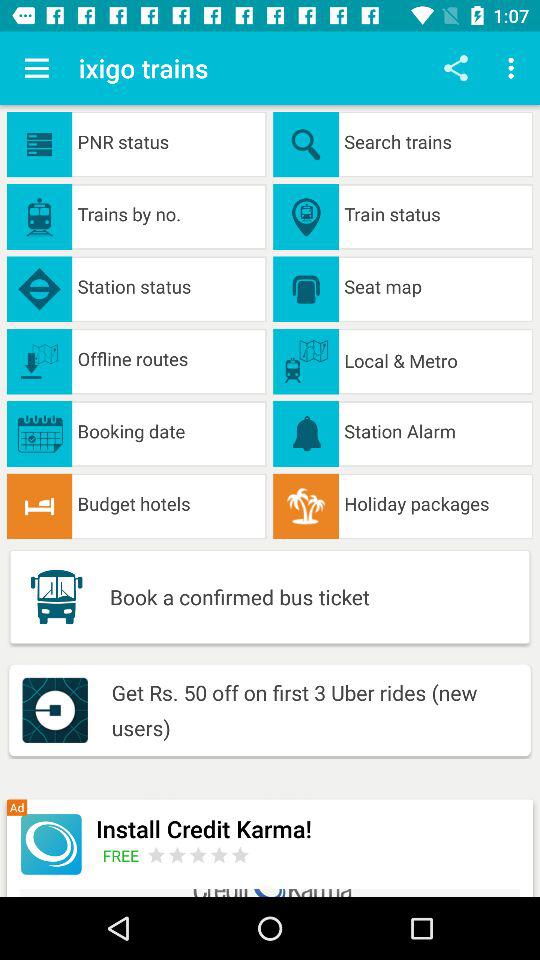 1:07
ixigo trains
PNR status
Search trains
Trains by no.
Train status
Station status
Seat map
Offline routes
Local & Metro
Booking date
Station Alarm
Budget hotels
Holiday packages
Book a confirmed bus ticket
Get Rs. 50 off on first 3 Uber rides (new
users)
Ad
Install Credit Karma!
FREE
Credit Karma